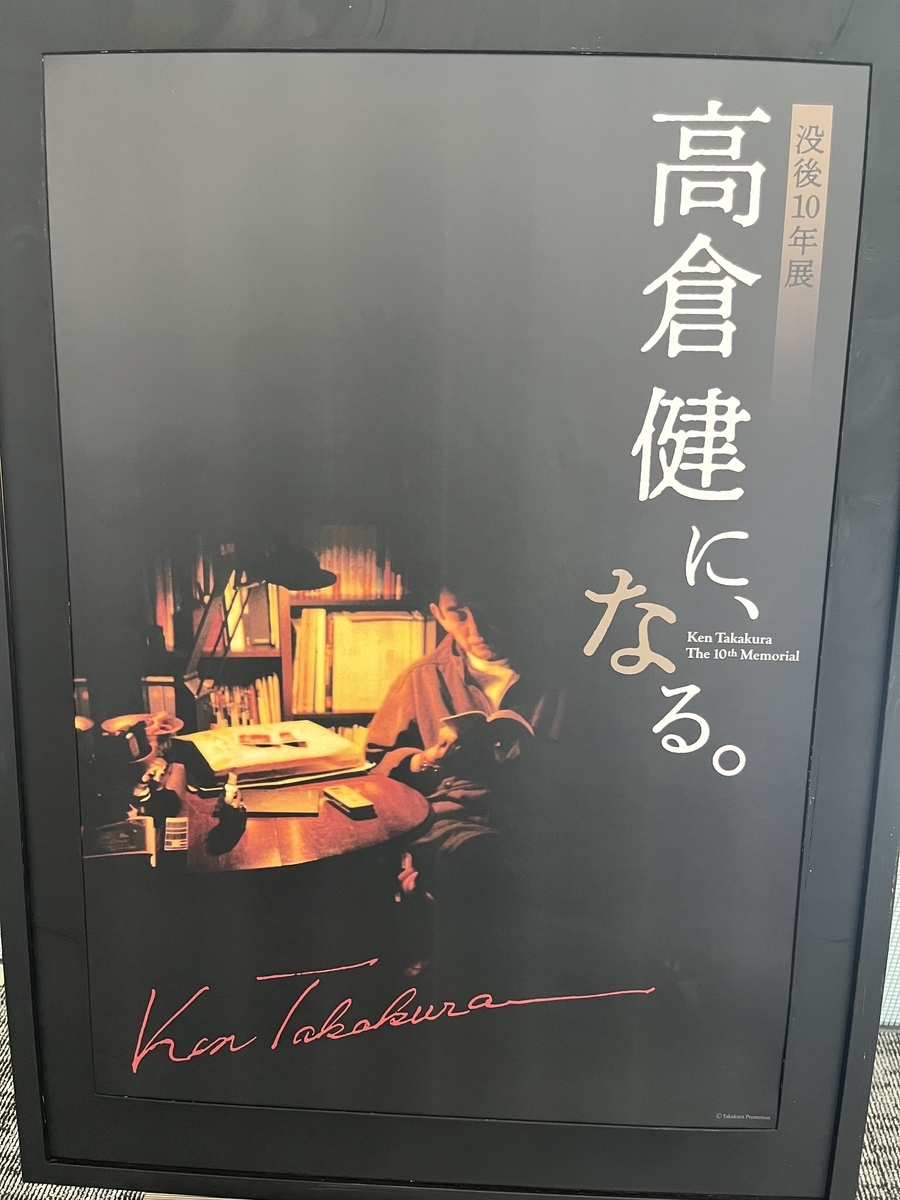 没後10年展
高倉健に、
なる。
Ken Takakura
The 10th Memorial
Ken Takakura
© Takakura Promotion